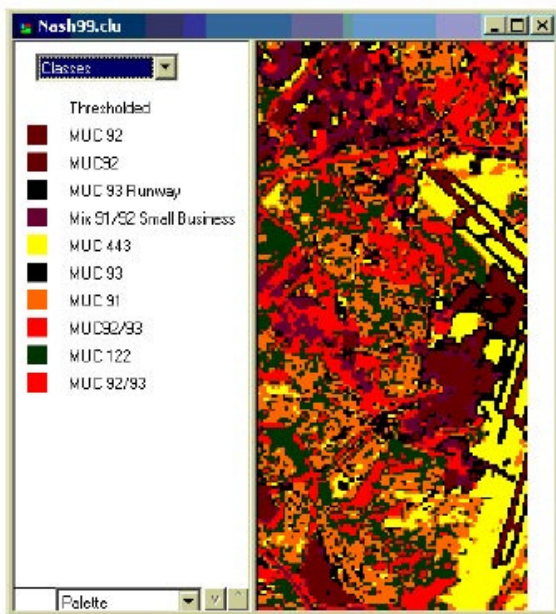 Nash99.clu
Classes
Thresholded
MUC 92
MUC92
MUC 93 Runway
Mix 91/92 Small Business
MUC 443
MUC 93
MUC 91
MUC92/93
MUC 122
MUC 92/93
Palette